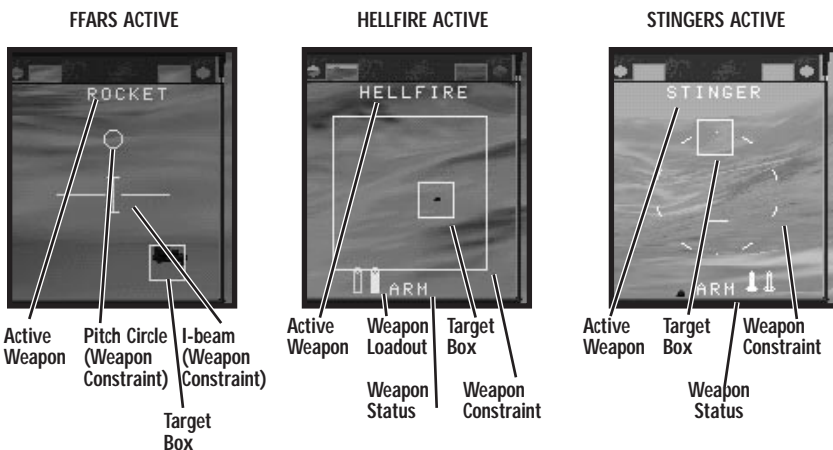 FFARS ACTIVE
HELLFIRE ACTIVE
STINGERS ACTIVE
ROCKET
HELLFIRE
STINGER
ARM
ARM
Active
Weapon
Pitch Circle
(Weapon
Constraint)
I-beam
(Weapon
Constraint)
Target
Box
Active
Weapon
Weapon
Loadout
Target
Box
Weapon
Status
Weapon
Constraint
Active
Weapon
Target
Box
Weapon
Constraint
Weapon
Status